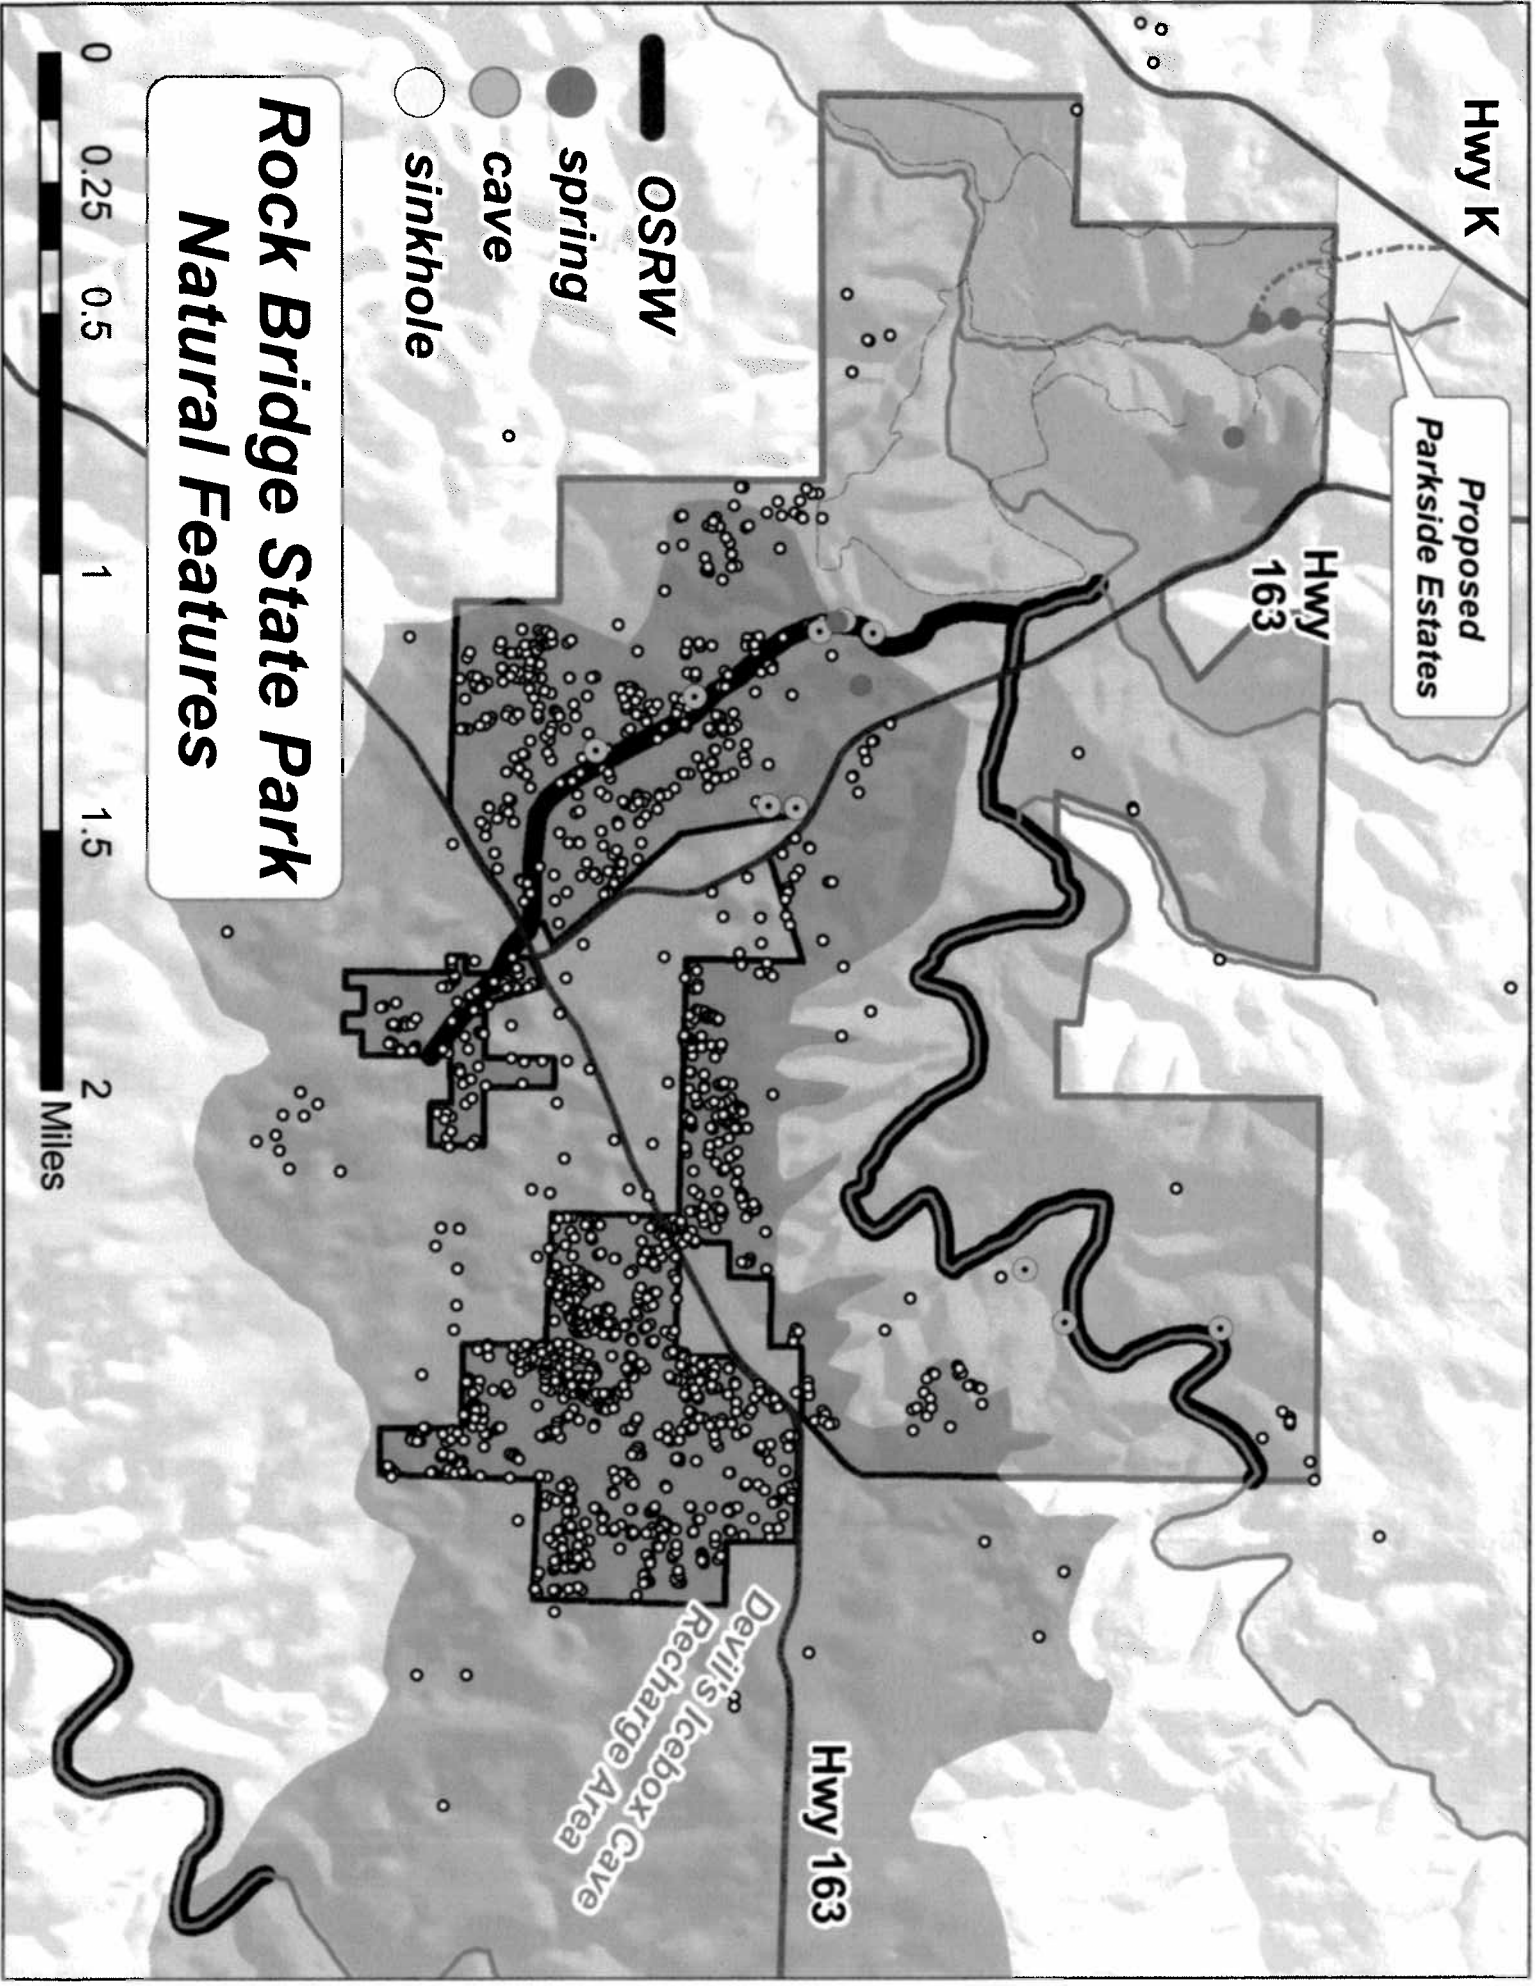 Hwy K
Proposed
Parkside Estates
Hwy
163
OSRW
spring
cave
sinkhole
Devil's Icebox Cave
Recharge Area
Hwy 163
Rock Bridge State Park
Natural Features
0 0.25 0.5 1 1.5 2
Miles